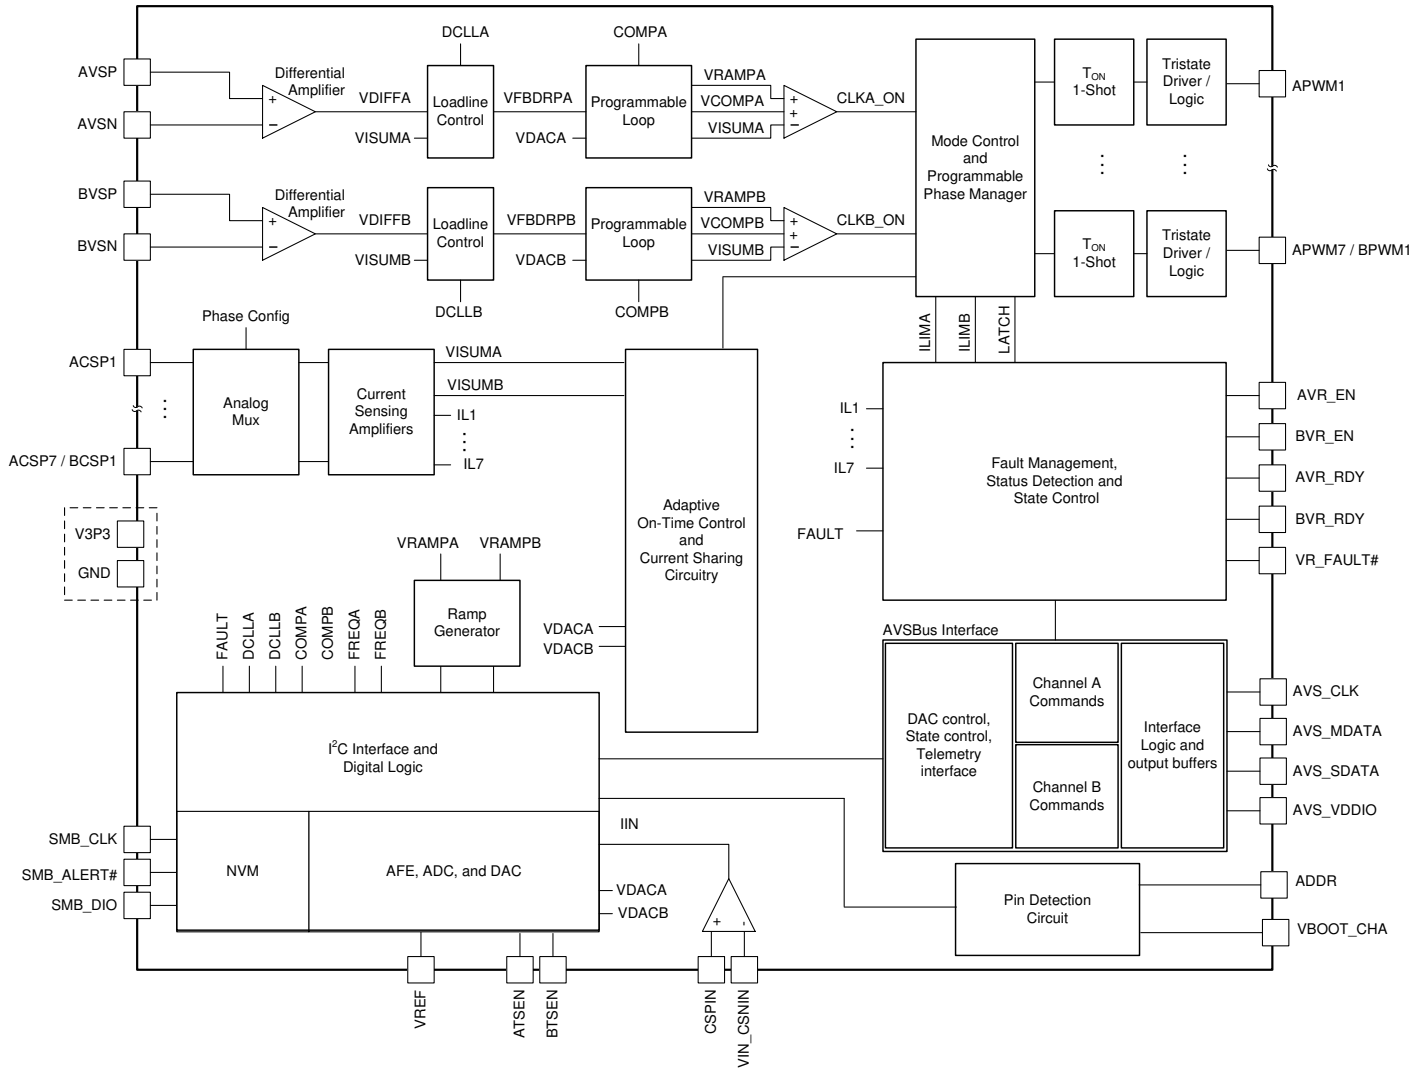 DCLLA
COMPA
AVSP
Differential
Amplifier
VDIFFA
Loadline
Control
VFBDRPA
Programmable
Loop
VRAMPA
VCOMPA
VISUMA
CLKA_ON
AVSN
VISUMA
VDACA
+
−
+
+
−
Mode Control
and
Programmable
Phase Manager
TON
1-Shot
Tristate
Driver /
Logic
APWM1
⋮
⋮
BVSP
Differential
Amplifier
VDIFFB
Loadline
Control
VFBDRPB
Programmable
Loop
VRAMPB
VCOMPB
VISUMB
CLKB_ON
BVSN
VISUMB
VDACB
+
−
+
+
−
TON
1-Shot
Tristate
Driver /
Logic
APWM7 / BPWM1
DCLLB
COMPB
Phase Config
ILIMA
ILIMB
LATCH
ACSP1
⋮
ACSP7 / BCSP1
Analog
Mux
Current
Sensing
Amplifiers
VISUMA
VISUMB
IL1
⋮
IL7
Adaptive
On-Time Control
and
Current Sharing
Circuitry
VDACA
VDACB
IL1
⋮
IL7
FAULT
Fault Management,
Status Detection and
State Control
AVR_EN
BVR_EN
AVR_RDY
BVR_RDY
VR_FAULT#
V3P3
GND
VRAMPA
VRAMPB
Ramp
Generator
FAULT
DCLLA
DCLLB
COMPA
COMPB
FREQA
FREQB
I2C Interface and
Digital Logic
AVSBus Interface
DAC control,
State control,
Telemetry
interface
Channel A
Commands
Channel B
Commands
Interface
Logic and
output buffers
AVS_CLK
AVS_MDATA
AVS_SDATA
AVS_VDDIO
SMB_CLK
SMB_ALERT#
SMB_DIO
NVM
AFE, ADC, and DAC
IIN
VDACA
VDACB
+
-
Pin Detection
Circuit
ADDR
VBOOT_CHA
VREF
ATSEN
BTSEN
CSPIN
VIN_CSNIN